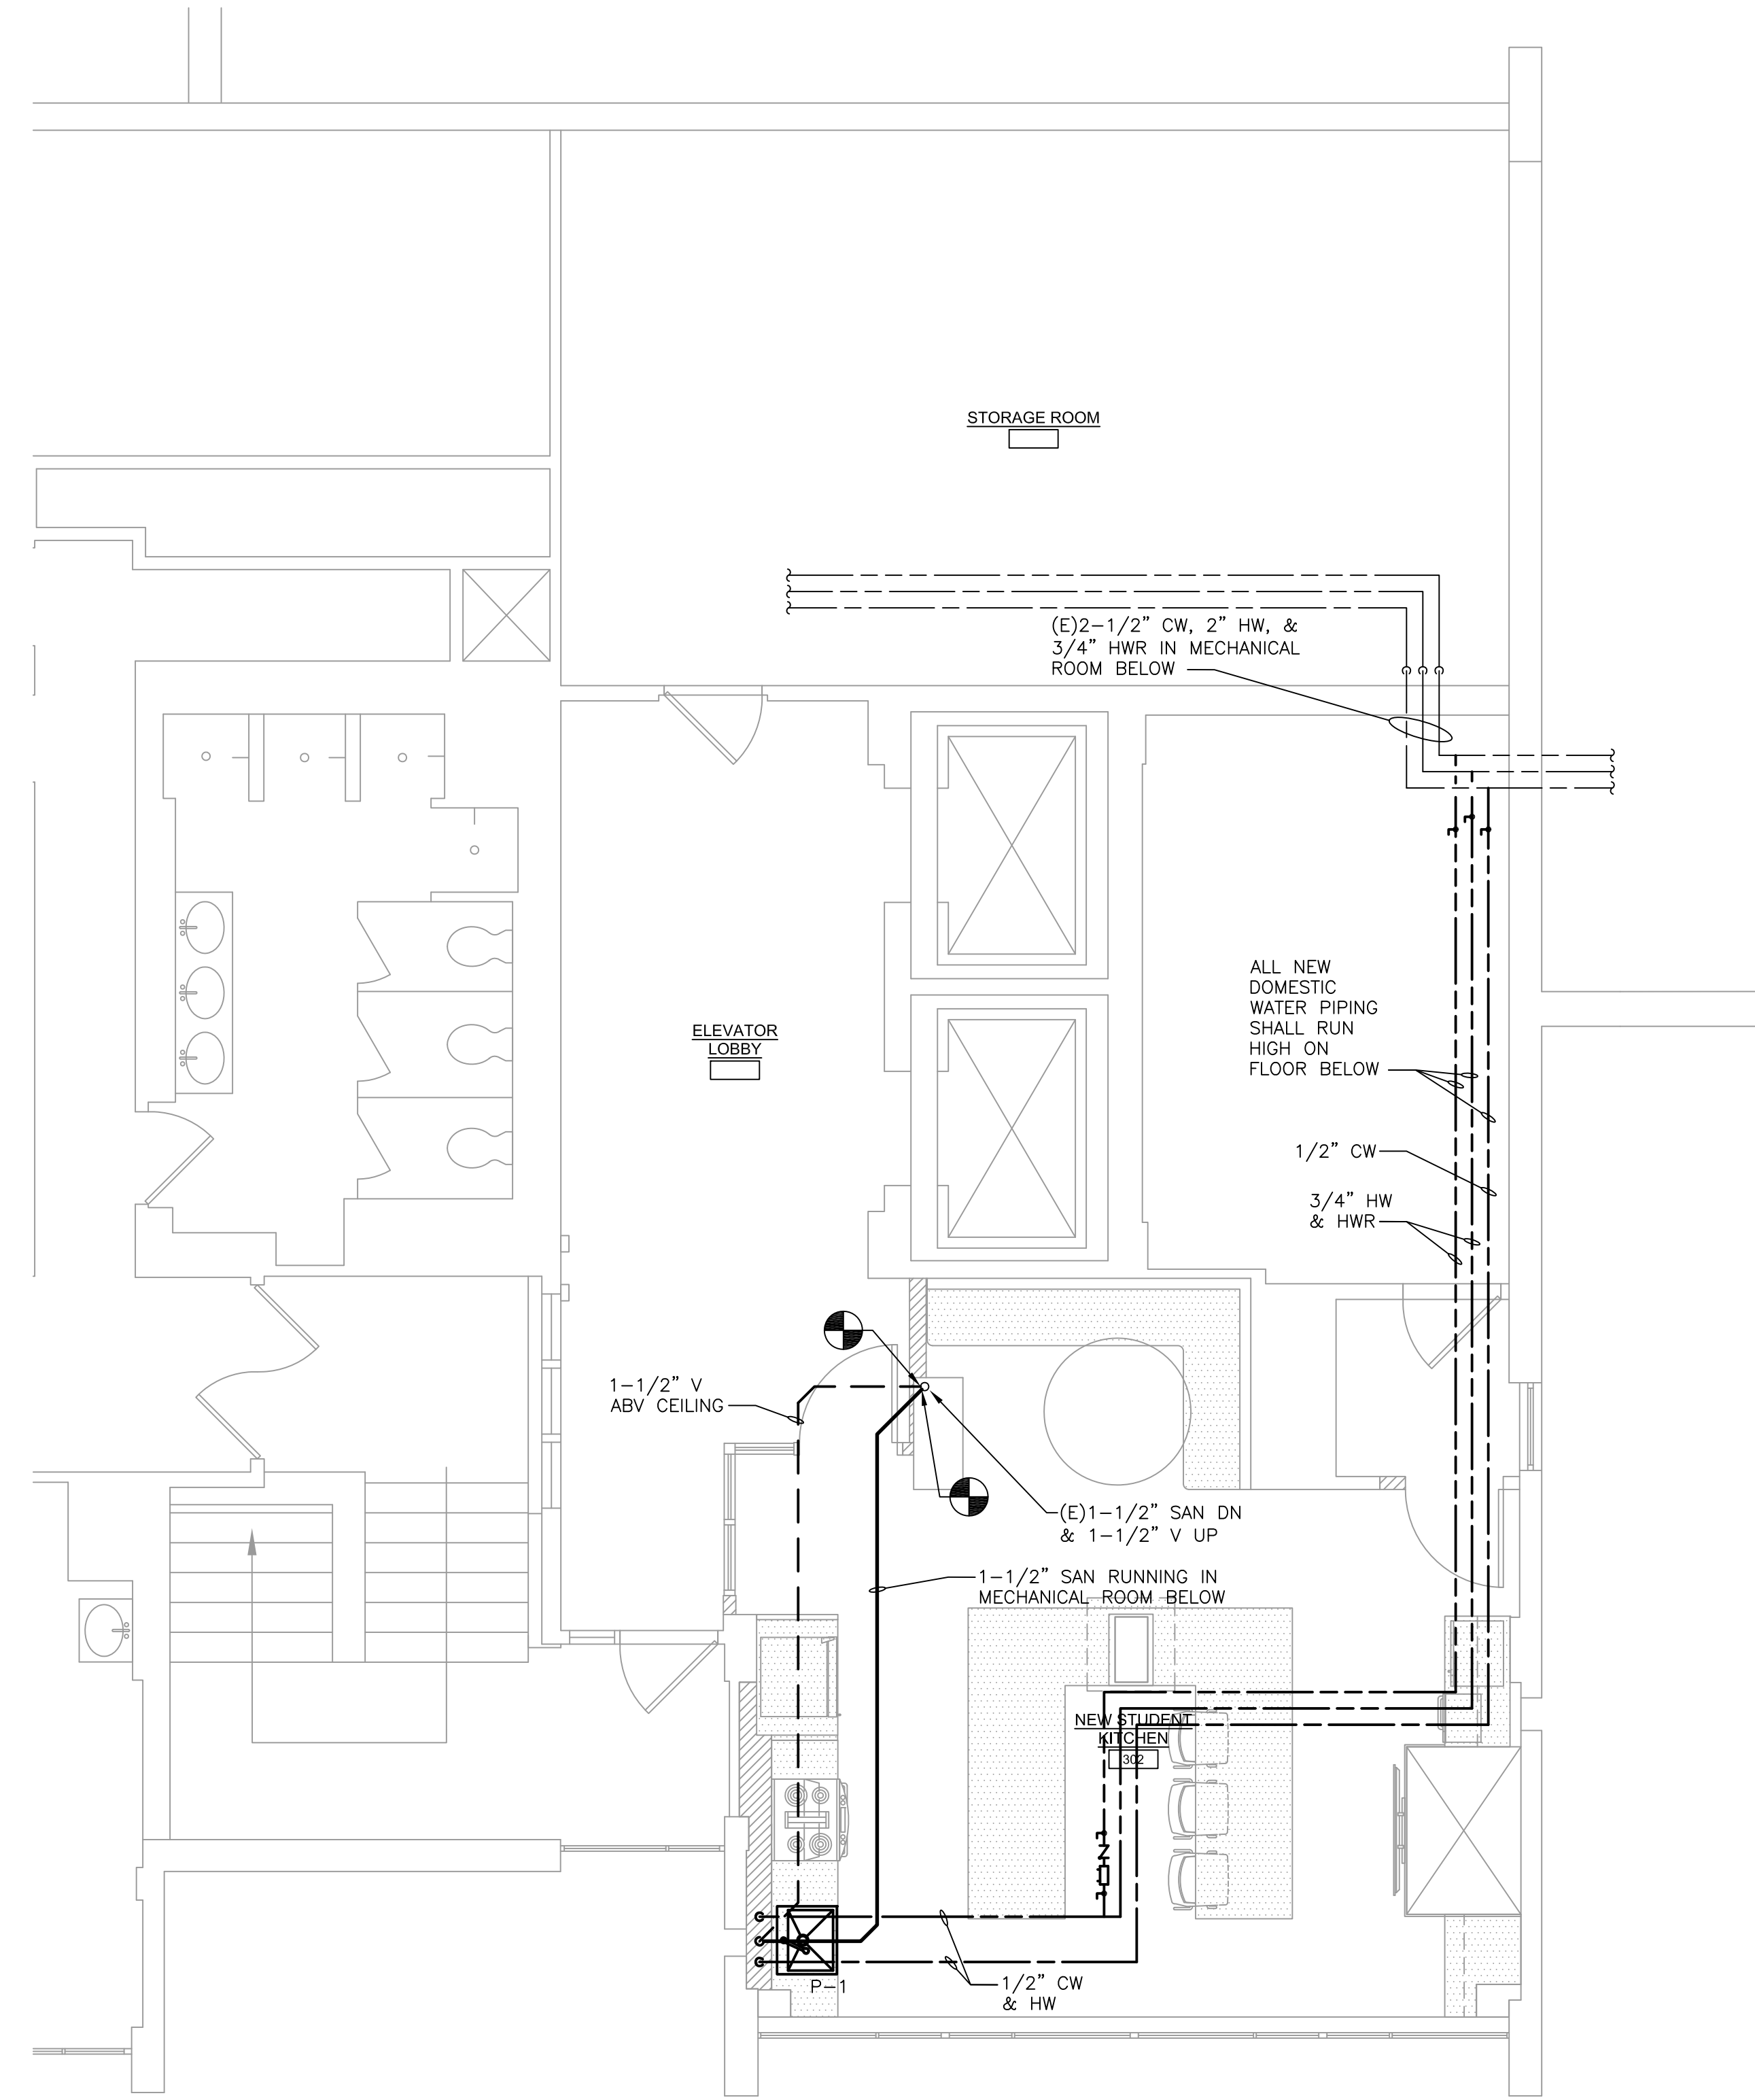 STORAGE ROOM
(E)2-1/2” CW, 2” HW, &
3/4” HWR IN MECHANICAL
ROOM BELOW
ALL NEW
DOMESTIC
WATER PIPING
SHALL RUN
HIGH ON
FLOOR BELOW
ELEVATOR
LOBBY
1/2” CW
3/4” HW
& HWR
1-1/2” V
ABV CEILING
(E)1-1/2” SAN DN
& 1-1/2” V UP
1-1/2” SAN RUNNING IN
MECHANICAL ROOM BELOW
NEW STUDENT
KITCHEN
302
P-1
1/2” CW
& HW